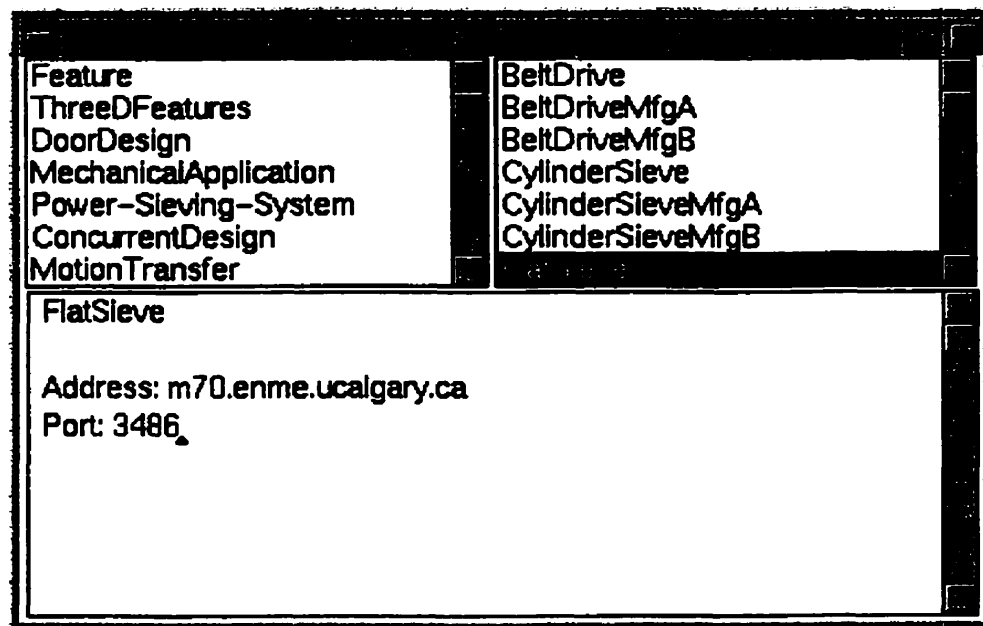 Feature
ThreeDFeatures
DoorDesign
MechanicalApplication
Power-Sieving-System
ConcurrentDesign
MotionTransfer
BeltDrive
BeltDriveMfgA
BeltDriveMfgB
CylinderSieve
CylinderSieveMfgA
CylinderSieveMfgB
FlatSieve
Address: m70.enme.ucalgary.ca
Port: 3486